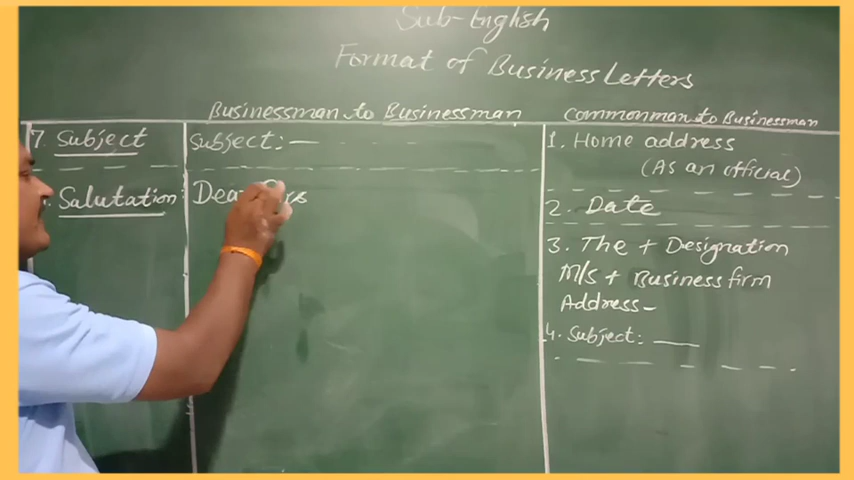 Sub-English
Format of Business Letters
Businessman to Businessman
commonman to Businessman
7. Subject
Subject: —
Salutation:
1. Home address
(As an official)
2. Date
3. The + Designation
M/s + Business firm
Address-
4. Subject: —